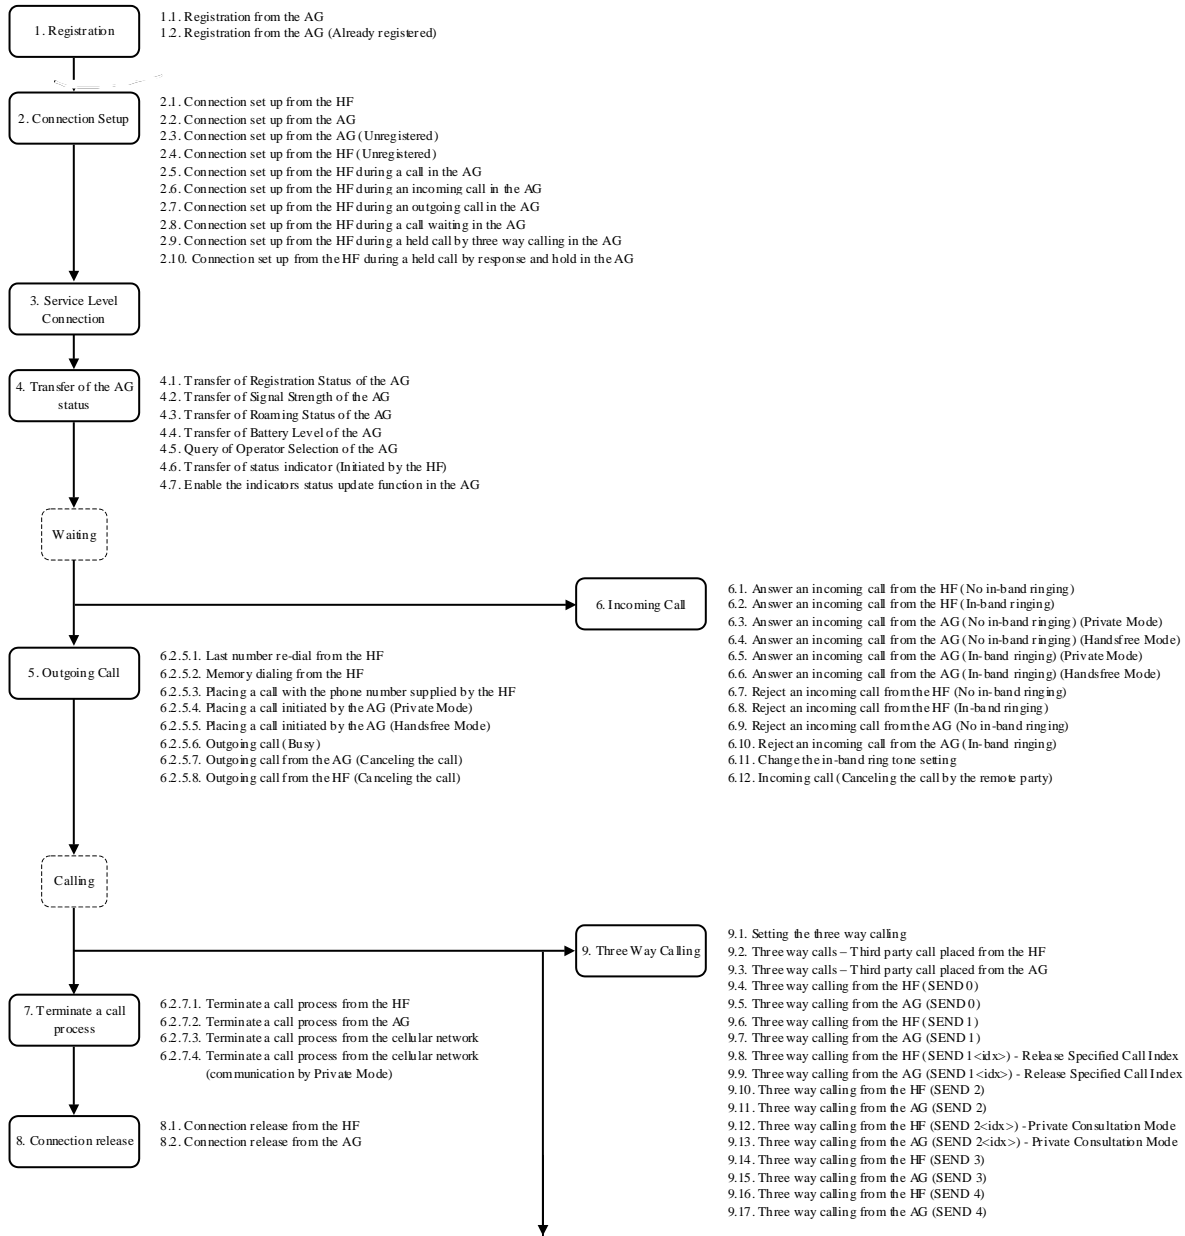 1. Registration
1.1. Registration from the AG
1.2. Registration from the AG (Already registered)
2. Connection Setup
2.1. Connection set up from the HF
2.2. Connection set up from the AG
2.3. Connection set up from the AG (Unregistered)
2.4. Connection set up from the HF (Unregistered)
2.5. Connection set up from the HF during a call in the AG
2.6. Connection set up from the HF during an incoming call in the AG
2.7. Connection set up from the HF during an outgoing call in the AG
2.8. Connection set up from the HF during a call waiting in the AG
2.9. Connection set up from the HF during a held call by three way calling in the AG
2.10. Connection set up from the HF during a held call by response and hold in the AG
3. Service Level
Connection
4. Transfer of the AG
status
4.1. Transfer of Registration Status of the AG
4.2. Transfer of Signal Strength of the AG
4.3. Transfer of Roaming Status of the AG
4.4. Transfer of Battery Level of the AG
4.5. Query of Operator Selection of the AG
4.6. Transfer of status indicator (Initiated by the HF)
4.7. Enable the indicators status update function in the AG
Waiting
6. Incoming Call
6.1. Answer an incoming call from the HF (No in-band ringing)
6.2. Answer an incoming call from the HF (In-band ringing)
6.3. Answer an incoming call from the AG (No in-band ringing) (Private Mode)
6.4. Answer an incoming call from the AG (No in-band ringing) (Handsfree Mode)
6.5. Answer an incoming call from the AG (In-band ringing) (Private Mode)
6.6. Answer an incoming call from the AG (In-band ringing) (Handsfree Mode)
6.7. Reject an incoming call from the HF (No in-band ringing)
6.8. Reject an incoming call from the HF (In-band ringing)
6.9. Reject an incoming call from the AG (No in-band ringing)
6.10. Reject an incoming call from the AG (In-band ringing)
6.11. Change the in-band ring tone setting
6.12. Incoming call (Canceling the call by the remote party)
5. Outgoing Call
6.2.5.1. Last number re-dial from the HF
6.2.5.2. Memory dialing from the HF
6.2.5.3. Placing a call with the phone number supplied by the HF
6.2.5.4. Placing a call initiated by the AG (Private Mode)
6.2.5.5. Placing a call initiated by the AG (Handsfree Mode)
6.2.5.6. Outgoing call (Busy)
6.2.5.7. Outgoing call from the AG (Canceling the call)
6.2.5.8. Outgoing call from the HF (Canceling the call)
Calling
9. Three Way Calling
9.1. Setting the three way calling
9.2. Three way calls – Third party call placed from the HF
9.3. Three way calls – Third party call placed from the AG
9.4. Three way calling from the HF (SEND 0)
9.5. Three way calling from the AG (SEND 0)
9.6. Three way calling from the HF (SEND 1)
9.7. Three way calling from the AG (SEND 1)
9.8. Three way calling from the HF (SEND 1<idx>) - Release Specified Call Index
9.9. Three way calling from the AG (SEND 1<idx>) - Release Specified Call Index
9.10. Three way calling from the HF (SEND 2)
9.11. Three way calling from the AG (SEND 2)
9.12. Three way calling from the HF (SEND 2<idx>) - Private Consultation Mode
9.13. Three way calling from the AG (SEND 2<idx>) - Private Consultation Mode
9.14. Three way calling from the HF (SEND 3)
9.15. Three way calling from the AG (SEND 3)
9.16. Three way calling from the HF (SEND 4)
9.17. Three way calling from the AG (SEND 4)
7. Terminate a call
process
6.2.7.1. Terminate a call process from the HF
6.2.7.2. Terminate a call process from the AG
6.2.7.3. Terminate a call process from the cellular network
6.2.7.4. Terminate a call process from the cellular network
(communication by Private Mode)
8. Connection release
8.1. Connection release from the HF
8.2. Connection release from the AG